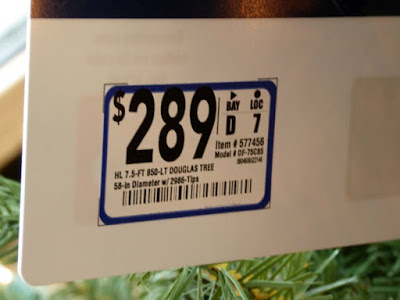 $289
BAY LOC
D 7
Item # 577456
Model # DF-75C85
HL 7.5-FT 850-LT DOUGLAS TREE
58-in Diameter w/ 2986-Tips